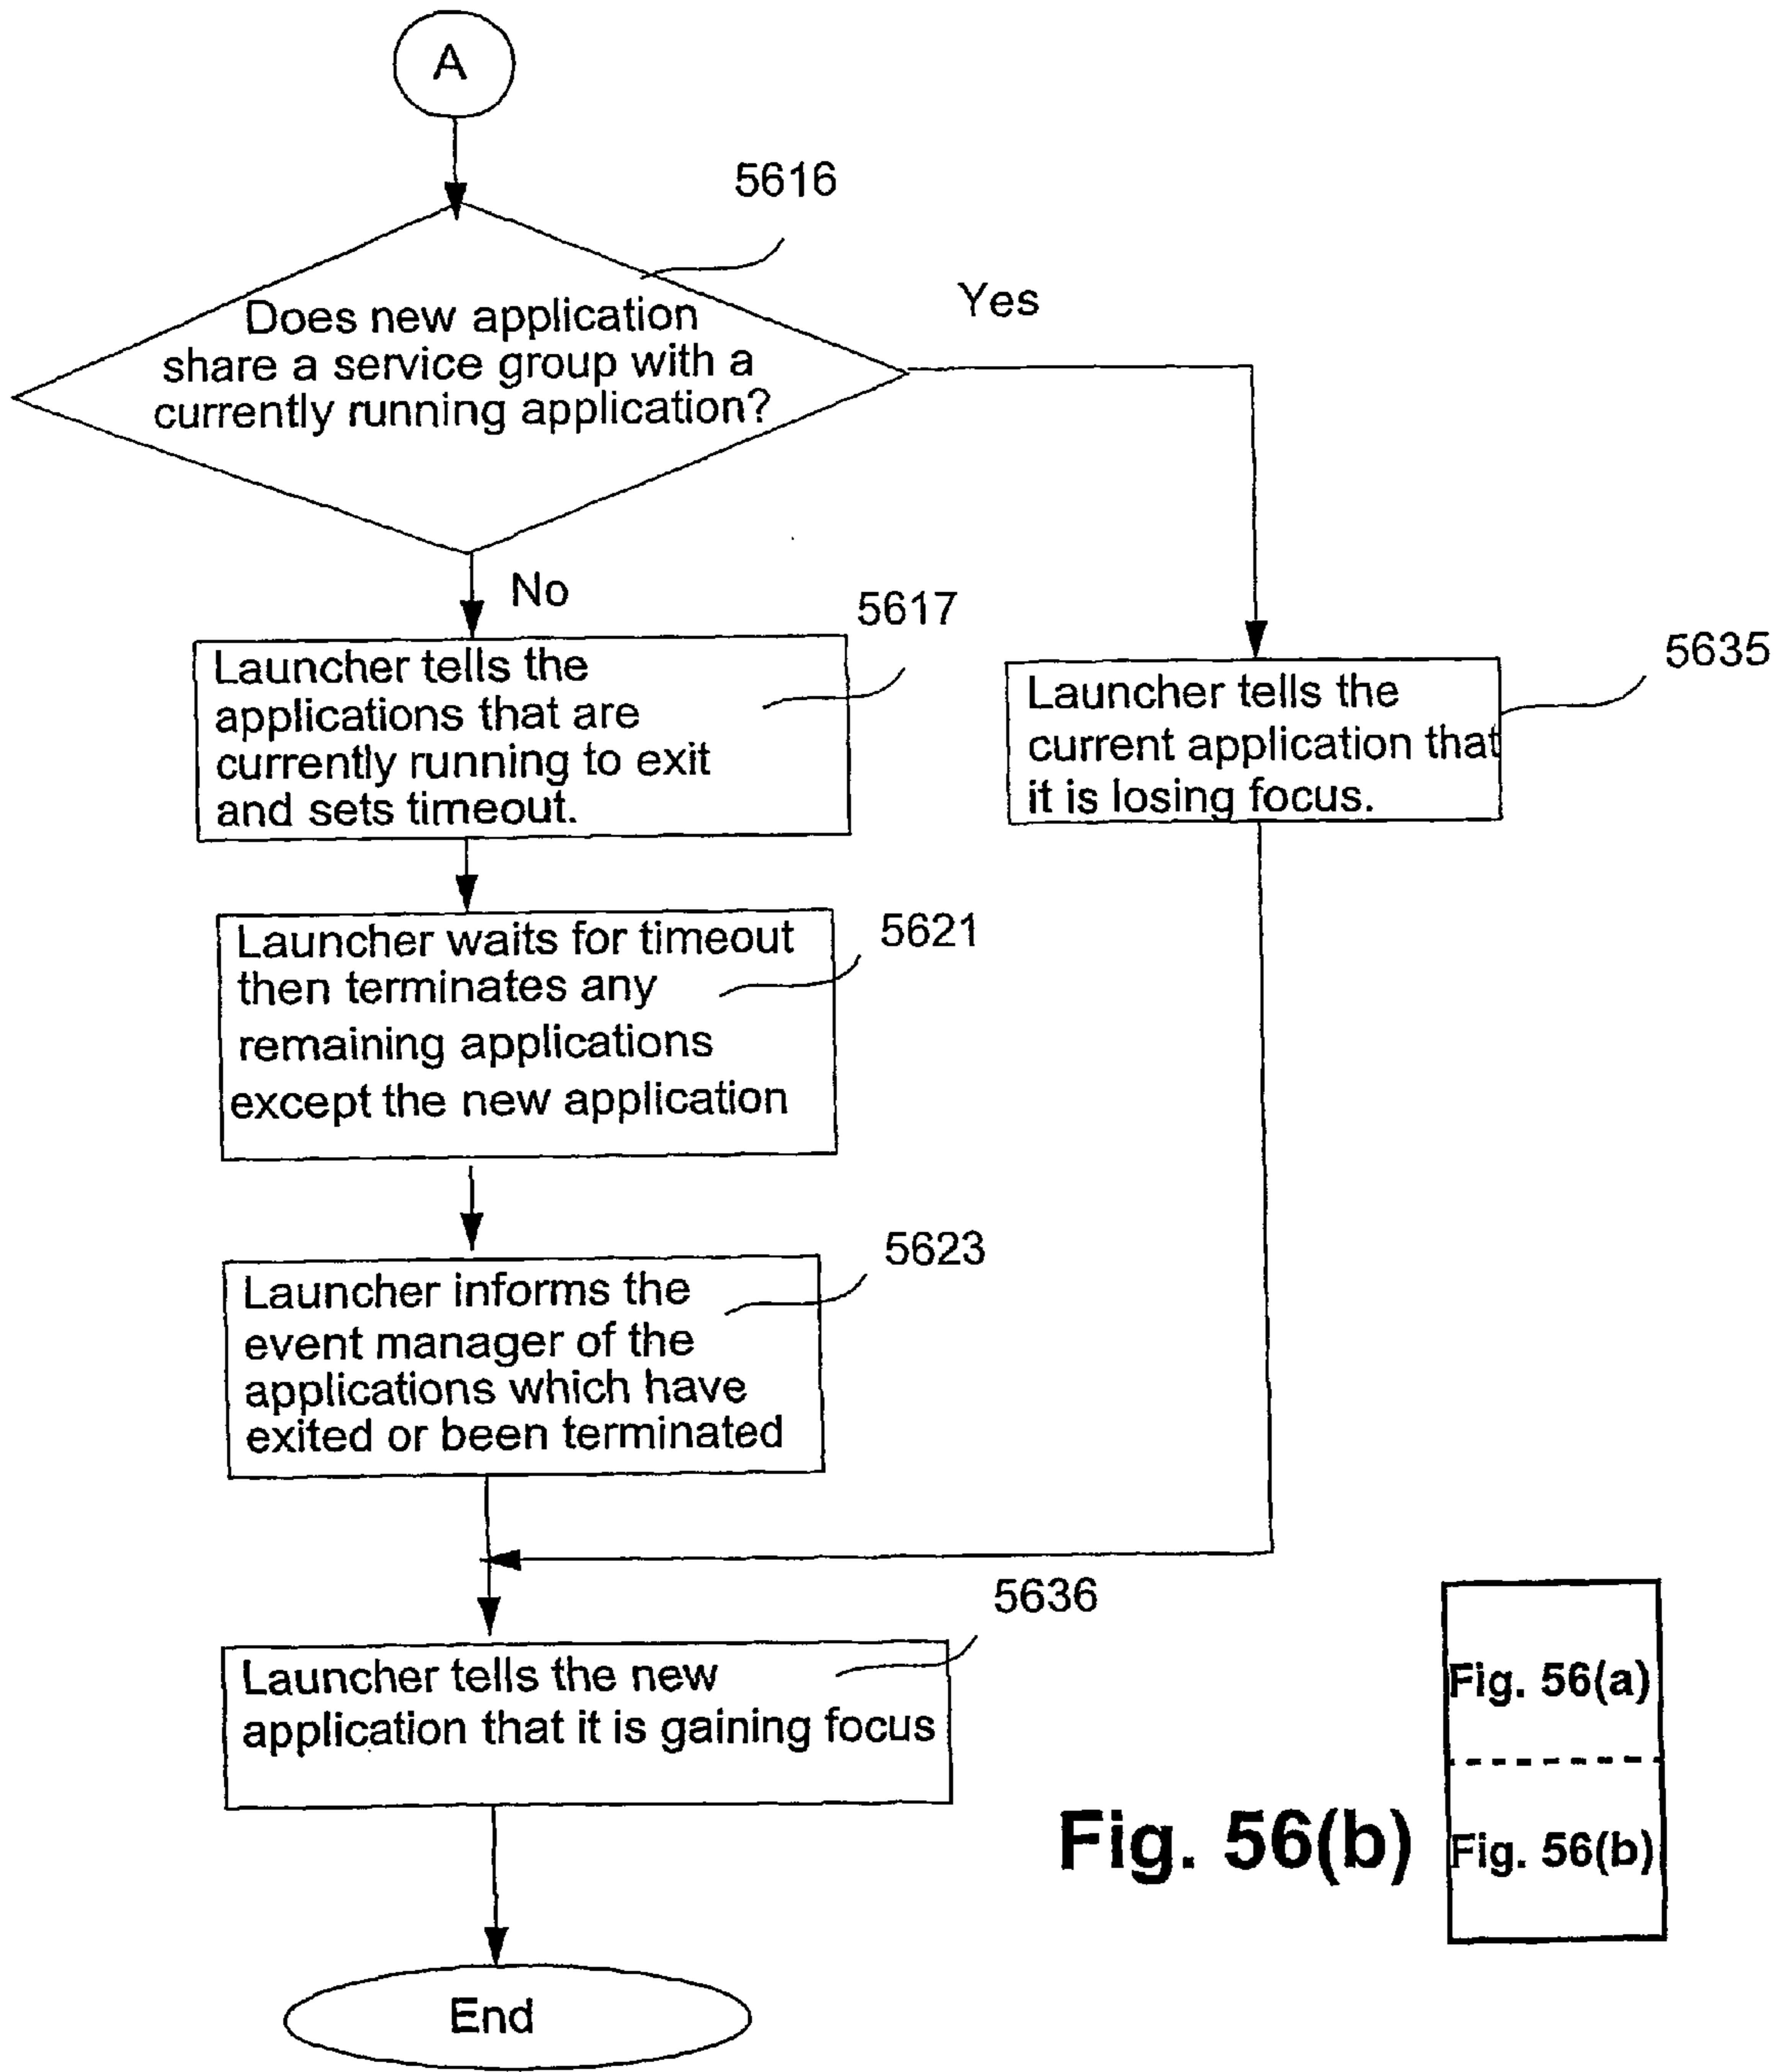 A
5616
Does new application
share a service group with a
currently running application?
Yes
No
5617
Launcher tells the
applications that are
currently running to exit
and sets timeout.
5635
Launcher tells the
current application that
it is losing focus.
5621
Launcher waits for timeout
then terminates any
remaining applications
except the new application
5623
Launcher informs the
event manager of the
applications which have
exited or been terminated
5636
Launcher tells the new
application that it is gaining focus
End
Fig. 56(b)
Fig. 56(a)
Fig. 56(b)